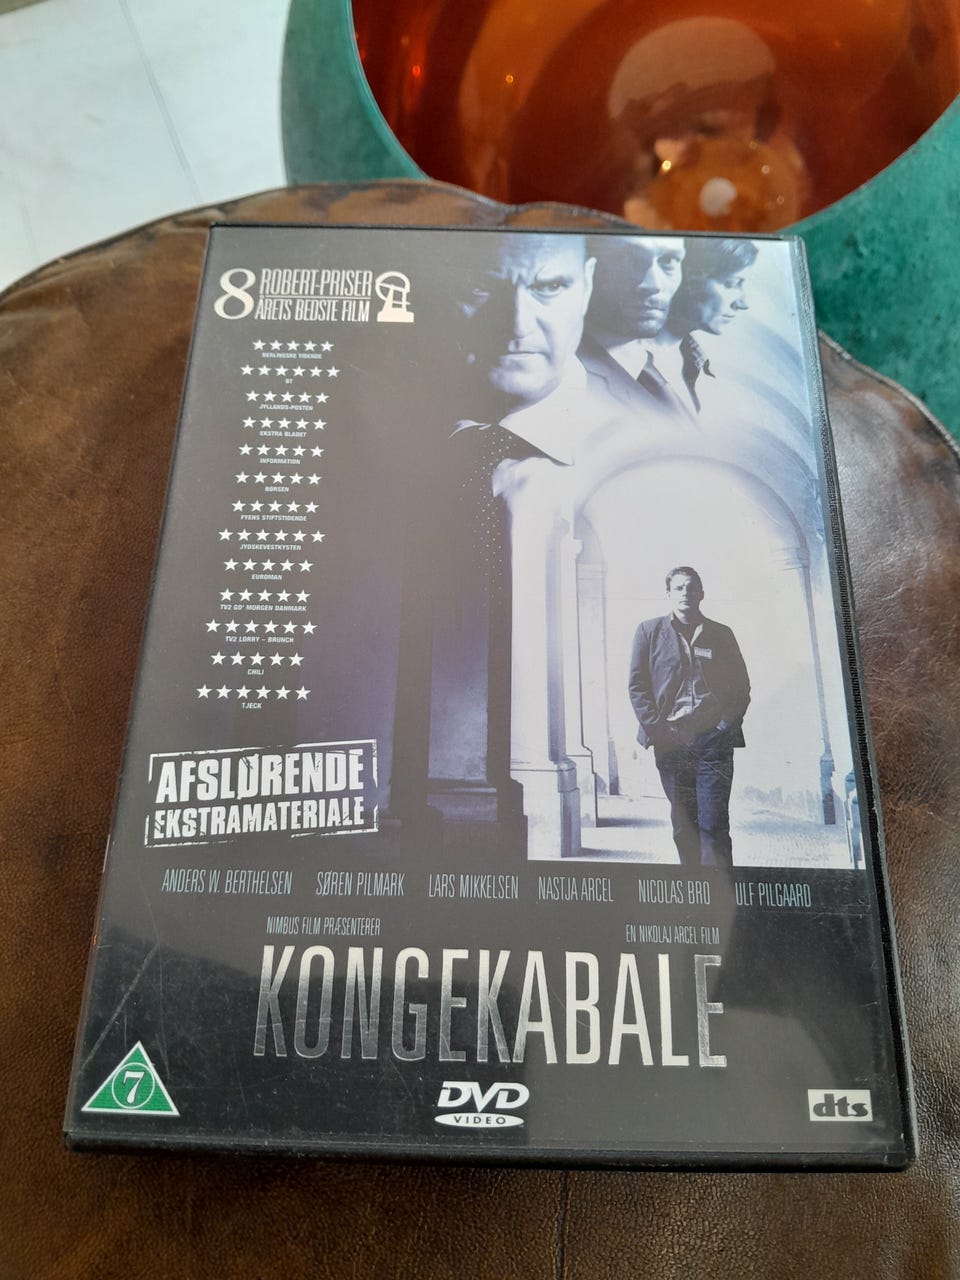 8 ROBERT-PRISER
ÅRETS BEDSTE FILM
BERLINGSKE TIDENDE
BT
JYLLANDS-POSTEN
EKSTRA BLADET
INFORMATION
BØRSEN
FYENS STIFTSTIDENDE
JYDSKEVESTKYSTEN
EUROMAN
TV2 GO' MORGEN DANMARK
TV2 LORRY - BRUNCH
CHILI
TJECK
AFSLØRENDE
EKSTRAMATERIALE
ANDERS W. BERTHELSEN SØREN PILMARK LARS MIKKELSEN NASTJA ARCEL NICOLAS BRO ULF PILGAARD
NIMBUS FILM PRÆSENTERER EN NIKOLAJ ARCEL FILM
KONGEKABALE
7 DVD VIDEO dts